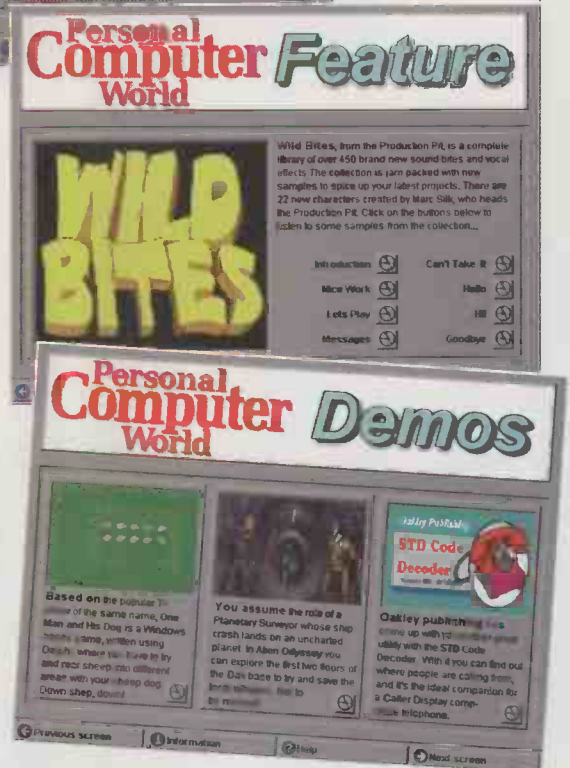 Personal
Computer
World
Feature
WILD
BITES
Wild Bites, from the Production Pit, is a complete
library of over 450 brand new sound bites and vocal
effects The collection is jam packed with new
samples to spice up your latest projects. There are
22 new characters created by Marc Silk, who heads
the Production Pit. Click on the buttons below to
listen to some samples from the collection...
Introduction
Can't Take It
Nice Work
Hello
Lets Play
Hi!
Messages
Goodbye
Personal
Computer
World
Demos
Based on the popular
of the same name, One
Man and His Dog is a Windows
game, written using
where you have to try
and rear sheep into different
areas with your sheep dog
Down shep, down!
You assume the role of a
Planetary Surveyor whose ship
crash lands on an uncharted
planet. In Alien Odyssey you
can explore the first two floors of
the Dak base to try and save the
be
Oakley Publish
STD Code
Decoder
Oakley publishing has
come up with
utility with the STD Code
Decoder. With it you can find out
where people are calling from,
and it's the ideal companion for
a Caller Display comp-
telephone.
Previous screen
Information
Help
Next screen